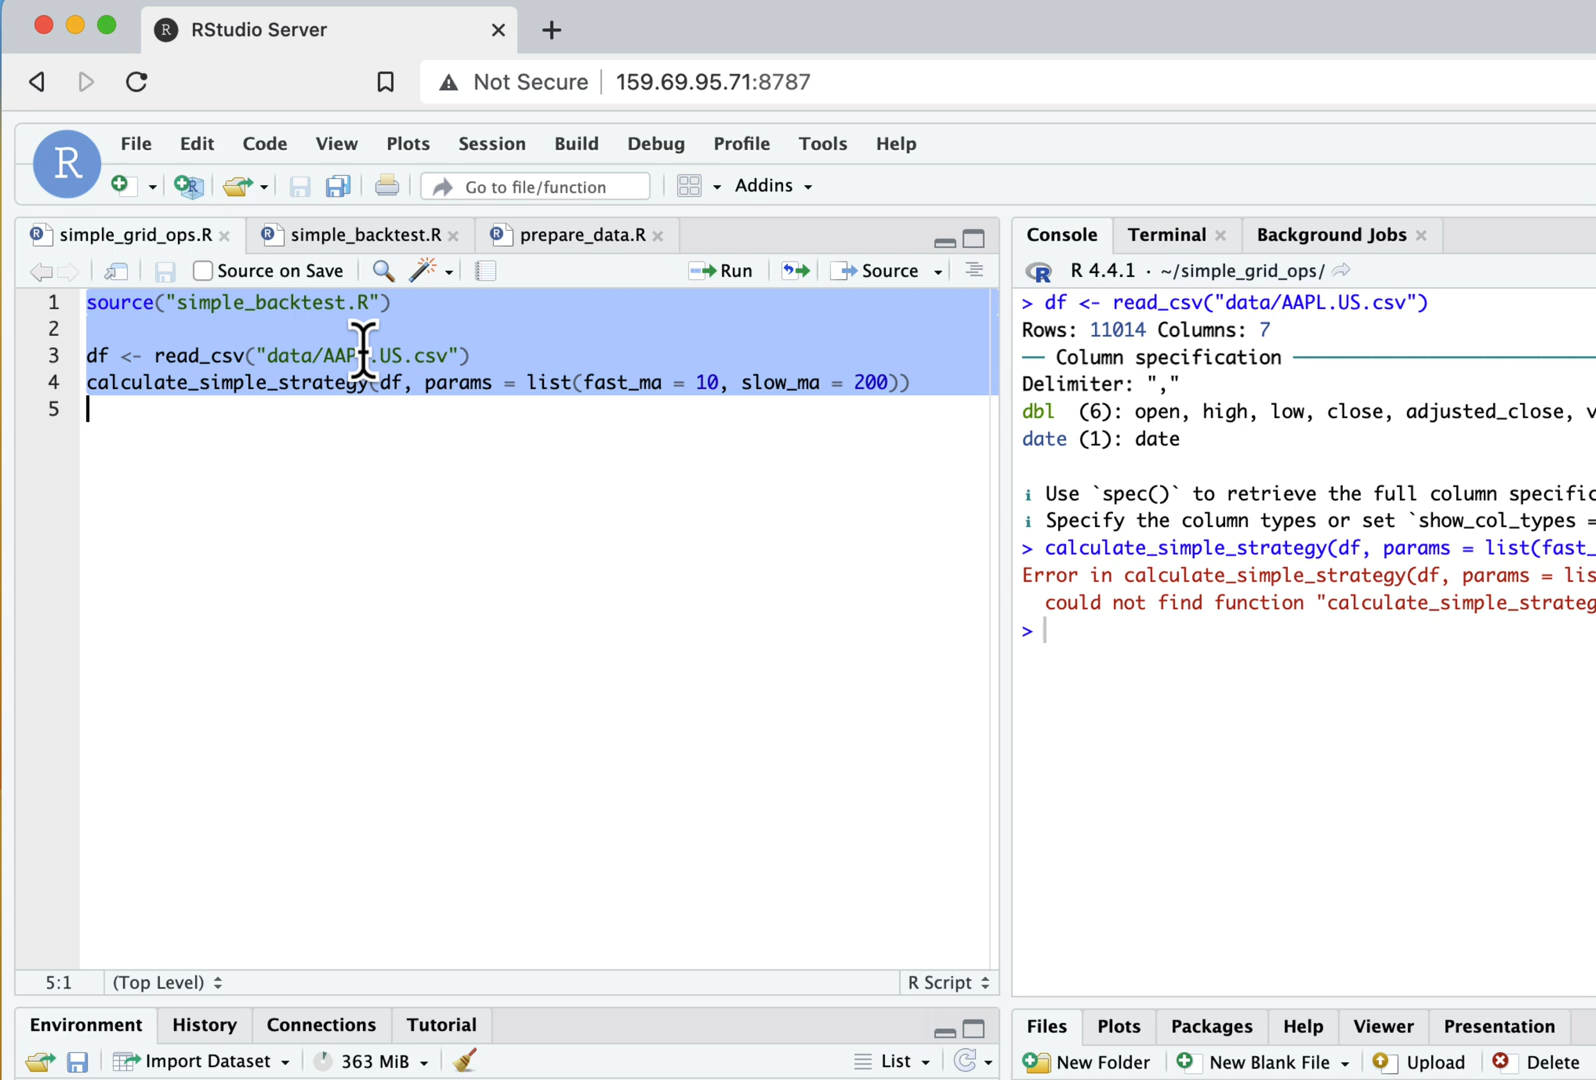 R RStudio Server
Not Secure 159.69.95.71:8787
R
File Edit Code View Plots Session Build Debug Profile Tools Help
Go to file/function Addins
simple_grid_ops.R simple_backtest.R prepare_data.R
Source on Save Run Source
1 source("simple_backtest.R")
2
3 df <- read_csv("data/AAPL.US.csv")
4 calculate_simple_strategy(df, params = list(fast_ma = 10, slow_ma = 200))
5
5:1 (Top Level) R Script
Console Terminal Background Jobs
R 4.4.1 · ~/simple_grid_ops/
> df <- read_csv("data/AAPL.US.csv")
Rows: 11014 Columns: 7
── Column specification
Delimiter: ","
dbl (6): open, high, low, close, adjusted_close, v
date (1): date
i Use `spec()` to retrieve the full column specific
i Specify the column types or set `show_col_types =
> calculate_simple_strategy(df, params = list(fast_
Error in calculate_simple_strategy(df, params = lis
could not find function "calculate_simple_strateg
>
Environment History Connections Tutorial
Import Dataset 363 MiB List
Files Plots Packages Help Viewer Presentation
New Folder New Blank File Upload Delete